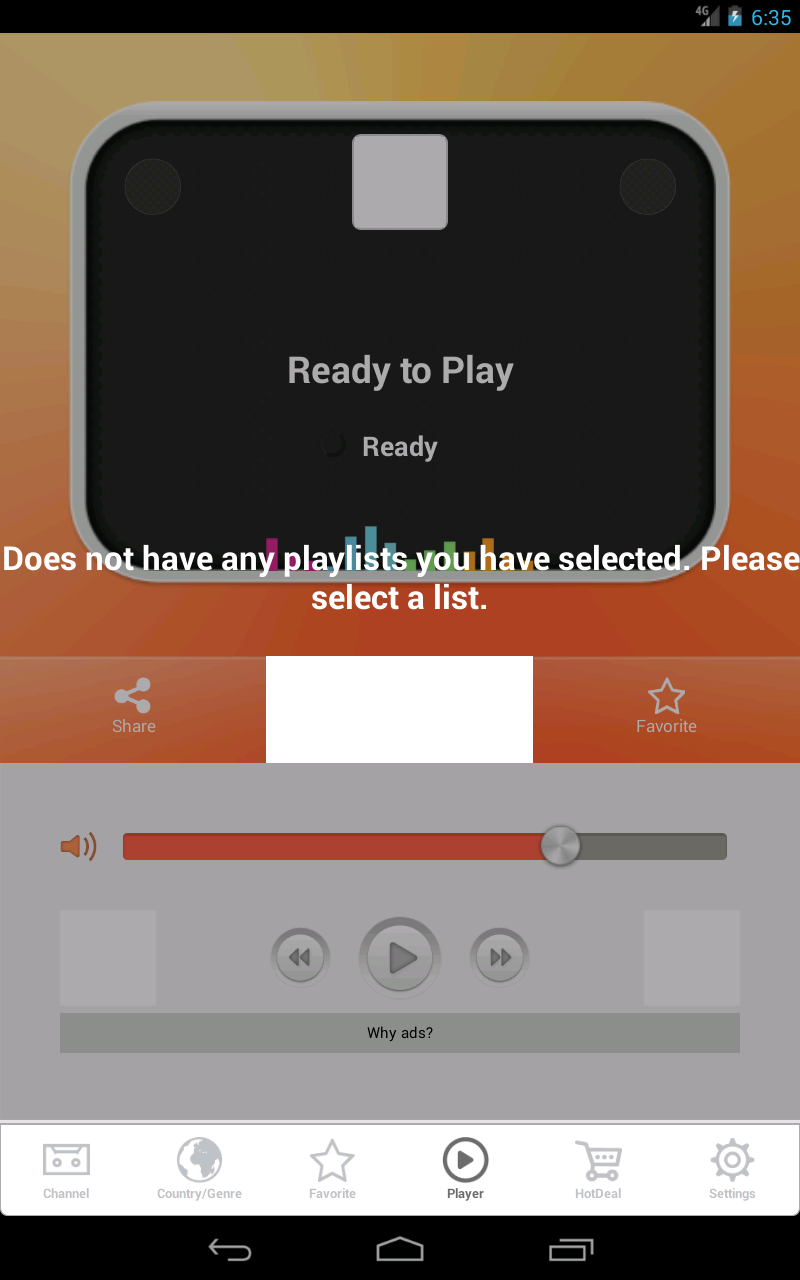 4G 6:35
Ready to Play
Ready
Does not have any playlists you have selected. Please
select a list.
Share
Favorite
Why ads?
Channel
Country/Genre
Favorite
Player
HotDeal
Settings